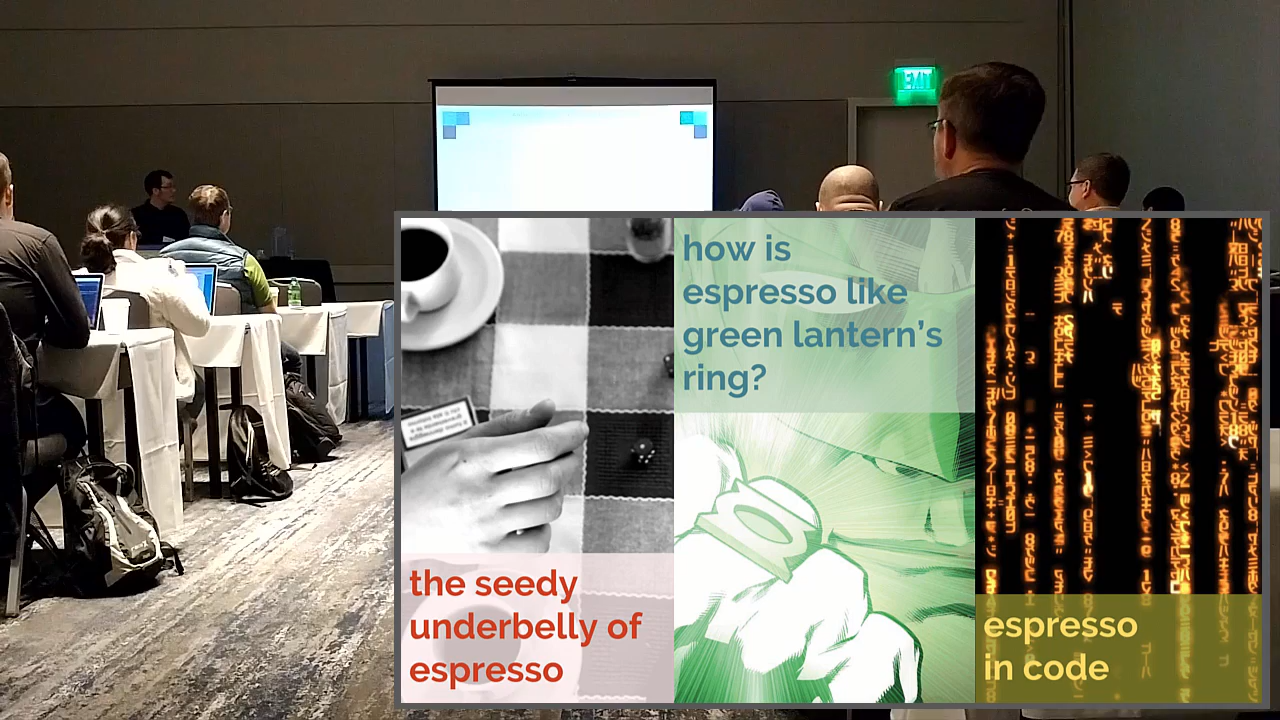 EXIT
how is
espresso like
green lantern's
ring?
the seedy
underbelly of
espresso
espresso
in code